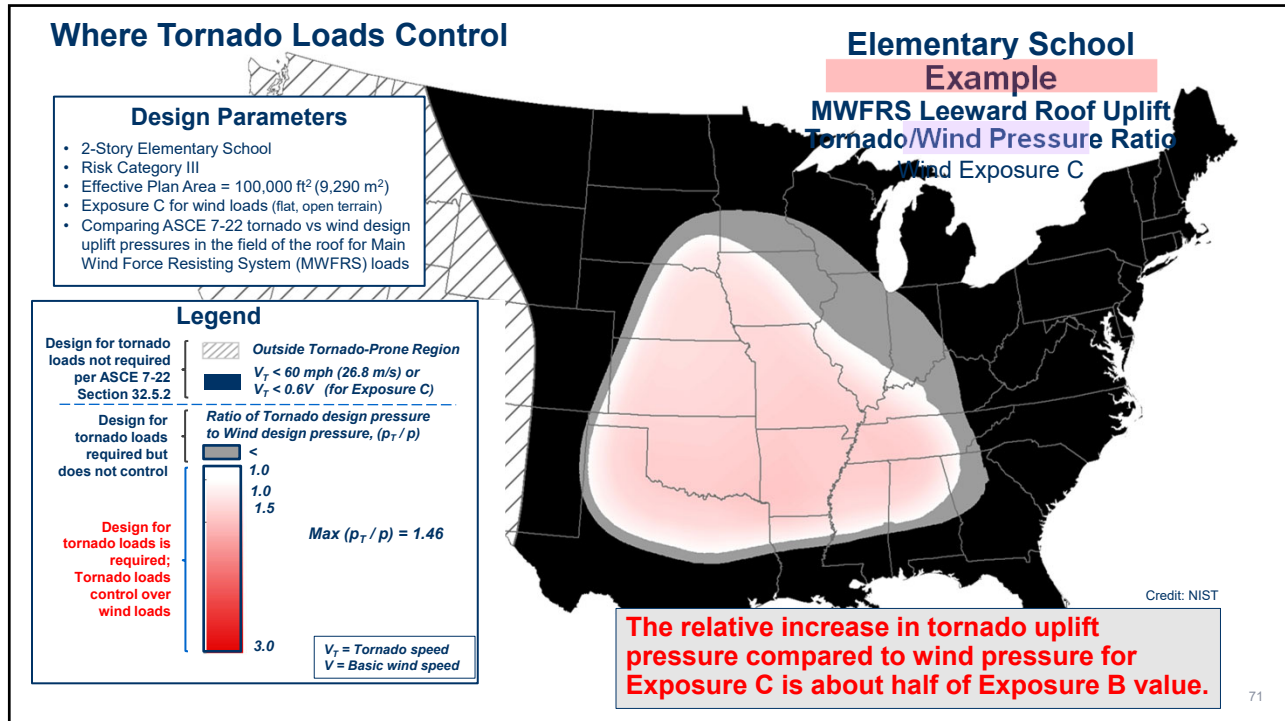 Where Tornado Loads Control
Elementary School
Example
MWFRS Leeward Roof Uplift
Tornado/Wind Pressure Ratio
Wind Exposure C
Design Parameters
• 2-Story Elementary School
• Risk Category III
• Effective Plan Area = 100,000 ft² (9,290 m²)
• Exposure C for wind loads (flat, open terrain)
• Comparing ASCE 7-22 tornado vs wind design
uplift pressures in the field of the roof for Main
Wind Force Resisting System (MWFRS) loads
Legend
Design for tornado
loads not required
per ASCE 7-22
Section 32.5.2
Outside Tornado-Prone Region
V_T < 60 mph (26.8 m/s) or
V_T < 0.6V (for Exposure C)
Design for
tornado loads
required but
does not control
Ratio of Tornado design pressure
to Wind design pressure, (p_T / p)
<
1.0
1.0
1.5
Max (p_T / p) = 1.46
Design for
tornado loads is
required;
Tornado loads
control over
wind loads
3.0
V_T = Tornado speed
V = Basic wind speed
Credit: NIST
The relative increase in tornado uplift
pressure compared to wind pressure for
Exposure C is about half of Exposure B value.
71